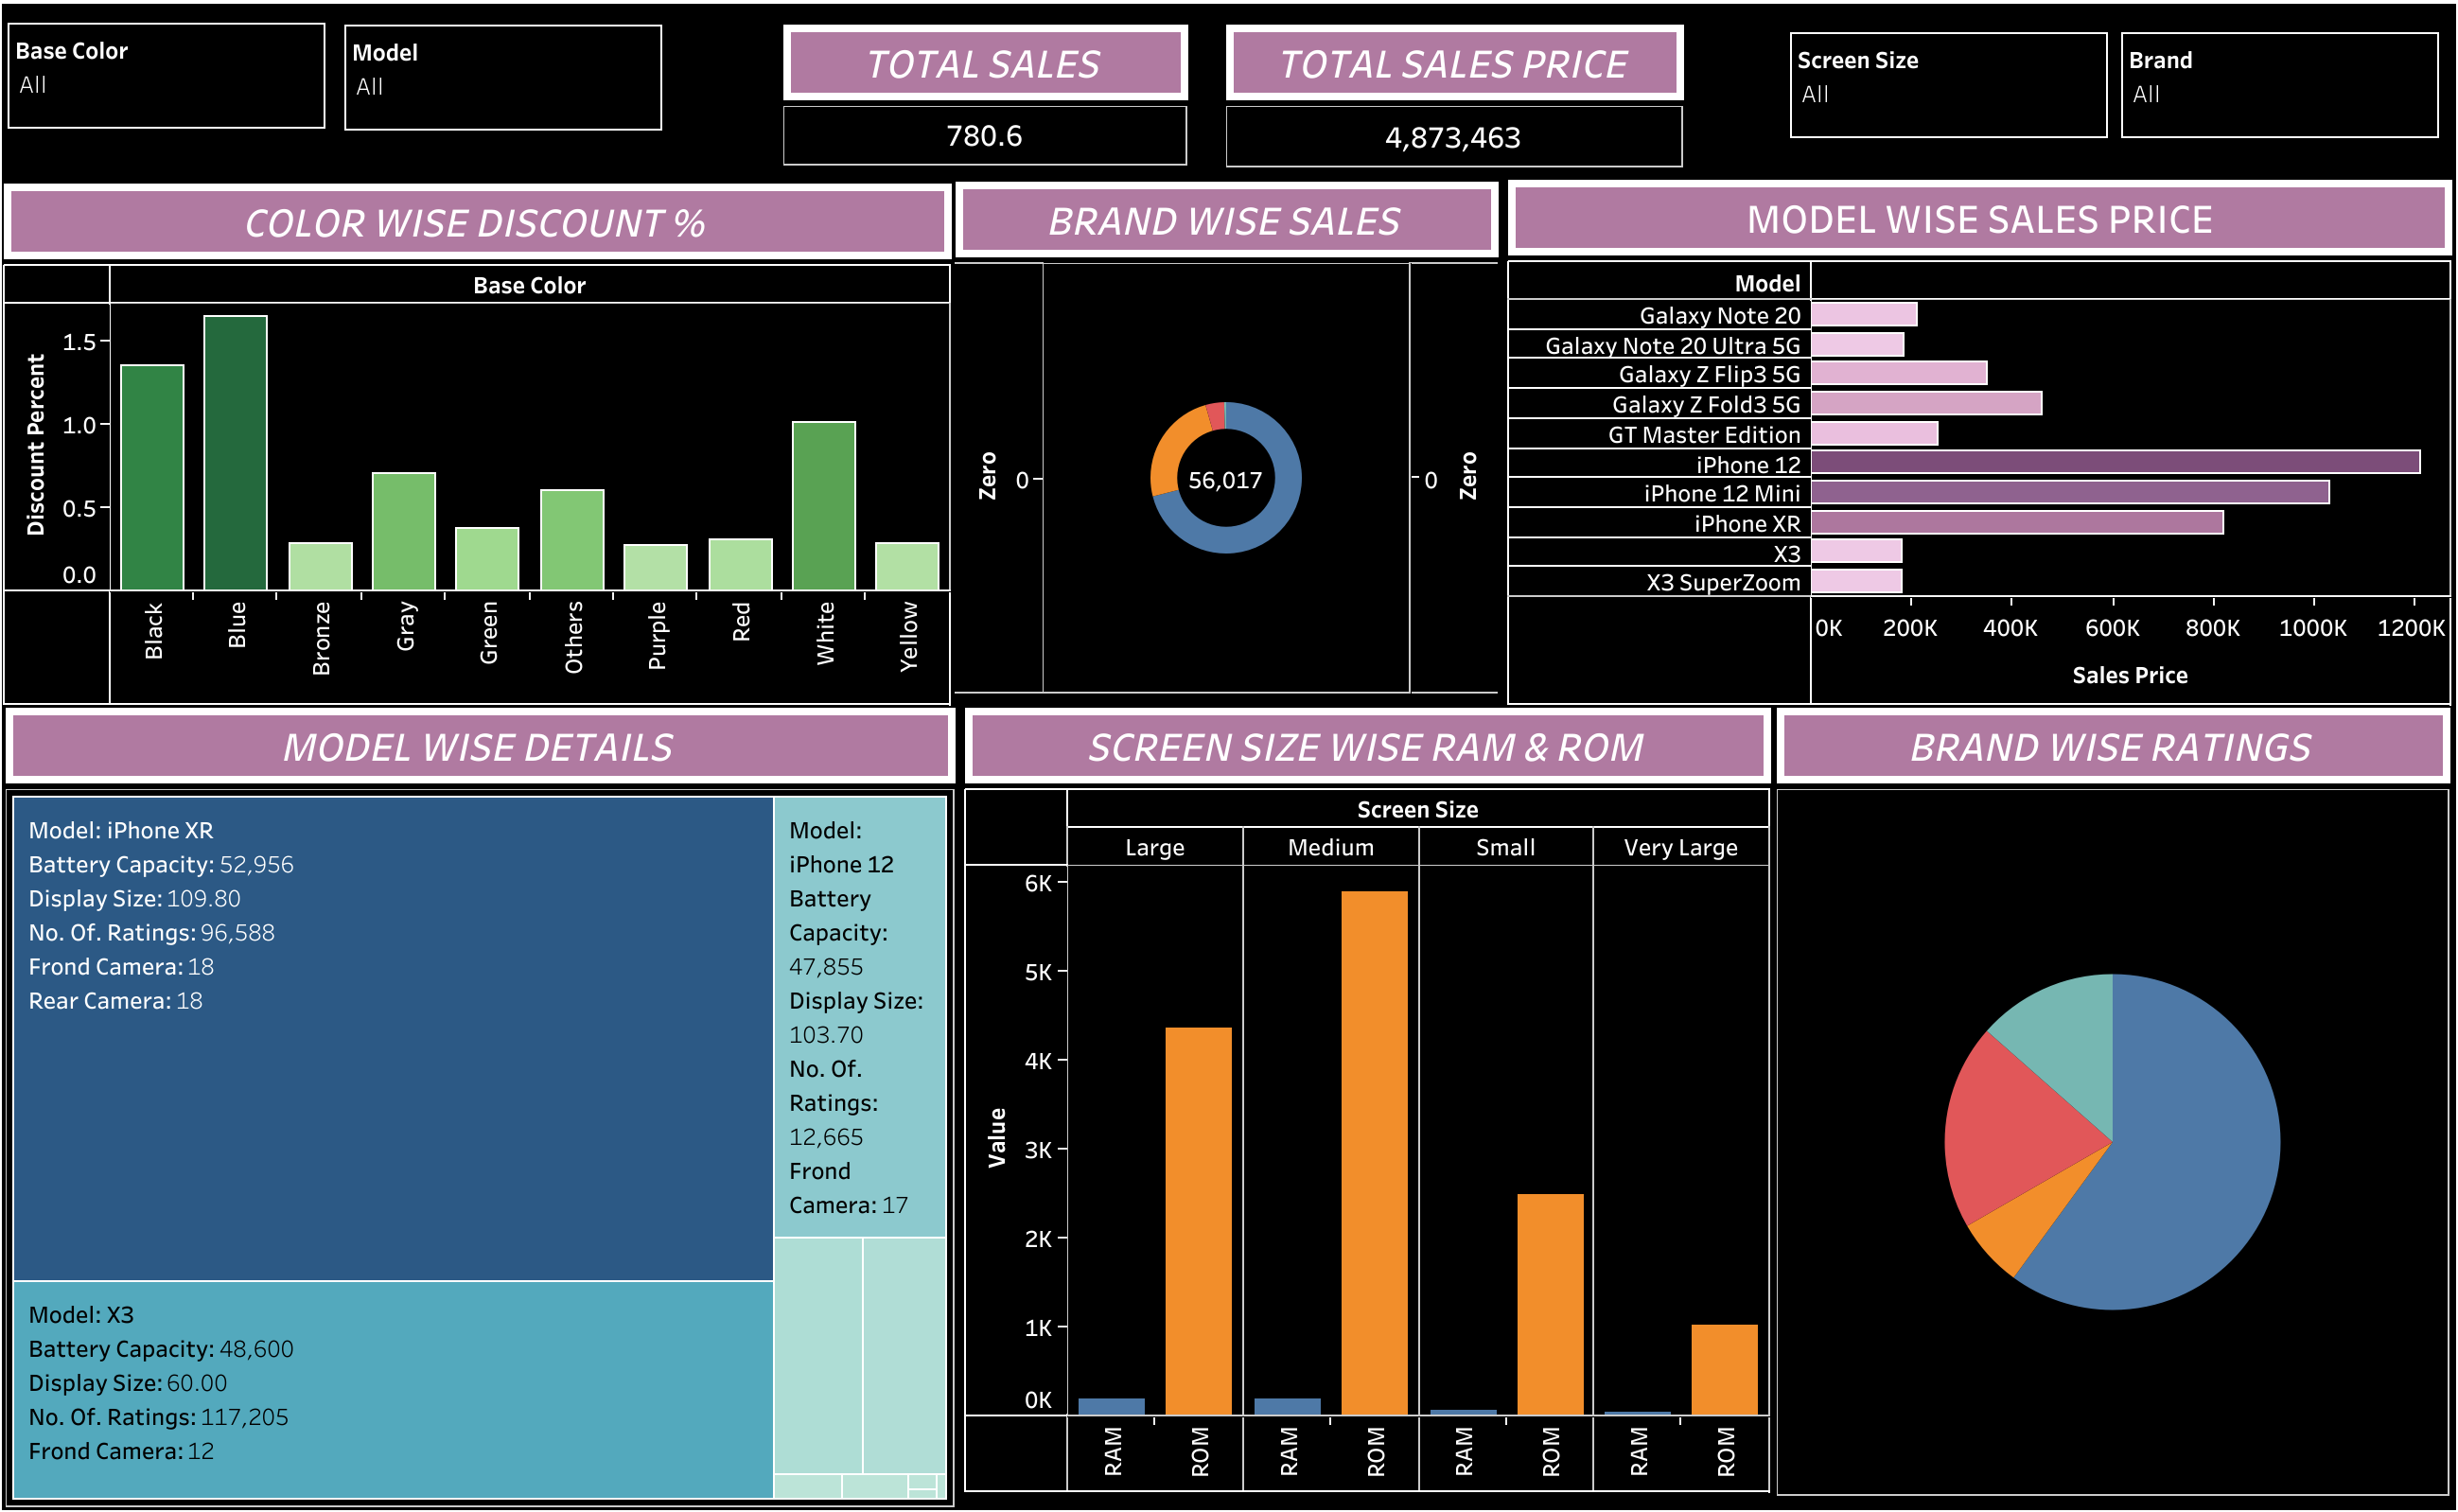 Base Color
All
Model
All
TOTAL SALES
780.6
TOTAL SALES PRICE
4,873,463
Screen Size
All
Brand
All
COLOR WISE DISCOUNT %
Base Color
Discount Percent
1.5
1.0
0.5
0.0
Black
Blue
Bronze
Gray
Green
Others
Purple
Red
White
Yellow
BRAND WISE SALES
Zero
0
56,017
0
Zero
MODEL WISE SALES PRICE
Model
Galaxy Note 20
Galaxy Note 20 Ultra 5G
Galaxy Z Flip3 5G
Galaxy Z Fold3 5G
GT Master Edition
iPhone 12
iPhone 12 Mini
iPhone XR
X3
X3 SuperZoom
0K 200K 400K 600K 800K 1000K 1200K
Sales Price
MODEL WISE DETAILS
Model: iPhone XR
Battery Capacity: 52,956
Display Size: 109.80
No. Of. Ratings: 96,588
Frond Camera: 18
Rear Camera: 18
Model:
iPhone 12
Battery
Capacity:
47,855
Display Size:
103.70
No. Of.
Ratings:
12,665
Frond
Camera: 17
Model: X3
Battery Capacity: 48,600
Display Size: 60.00
No. Of. Ratings: 117,205
Frond Camera: 12
SCREEN SIZE WISE RAM & ROM
Screen Size
Large Medium Small Very Large
Value
6K
5K
4K
3K
2K
1K
0K
RAM
ROM
RAM
ROM
RAM
ROM
RAM
ROM
BRAND WISE RATINGS